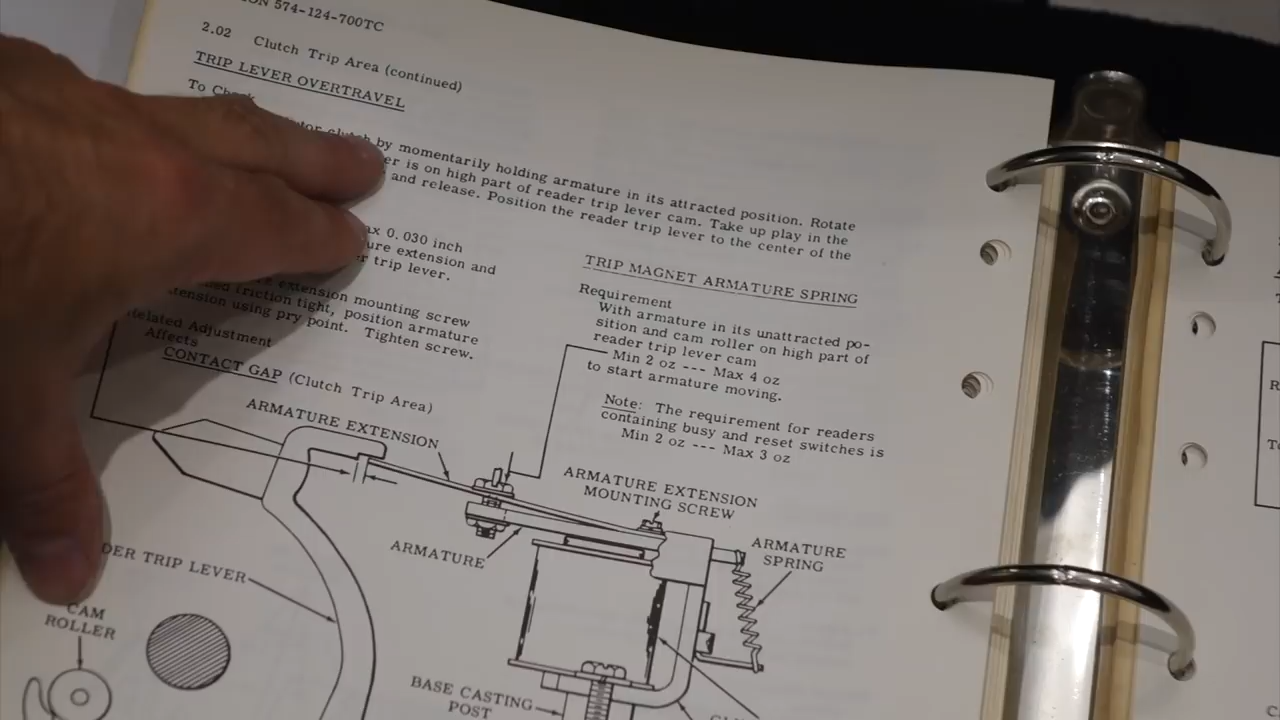 574-124-700TC
2.02 Clutch Trip Area (continued)
TRIP LEVER OVERTRAVEL
To
clutch by momentarily holding armature in its attracted position. Rotate
is on high part of reader trip lever cam. Take up play in the
and release. Position the reader trip lever to the center of the
0.030 inch
extension and
trip lever.
extension mounting screw
friction tight, position armature
using pry point. Tighten screw.
Related Adjustment
Affects
CONTACT GAP (Clutch Trip Area)
TRIP MAGNET ARMATURE SPRING
Requirement
With armature in its unattracted po-
sition and cam roller on high part of
reader trip lever cam
Min 2 oz --- Max 4 oz
to start armature moving.
Note: The requirement for readers
containing busy and reset switches is
Min 2 oz --- Max 3 oz
ARMATURE EXTENSION
ARMATURE EXTENSION
MOUNTING SCREW
ARMATURE
ARMATURE
SPRING
TRIP LEVER
CAM
ROLLER
BASE CASTING
POST